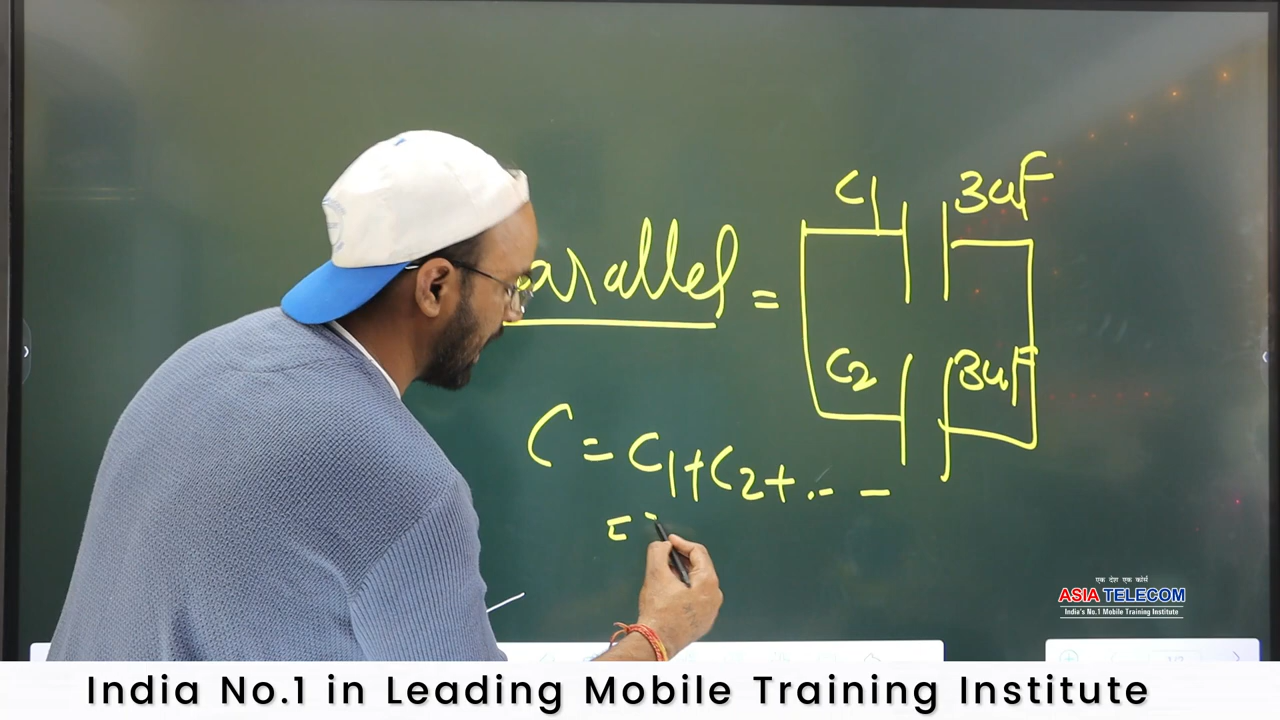 C1 3uF
arallel =
C2 3uF
C = C1+C2+..--
एक देश एक कोर्स
ASIA TELECOM
India's No.1 Mobile Training Institute
India No.1 in Leading Mobile Training Institute